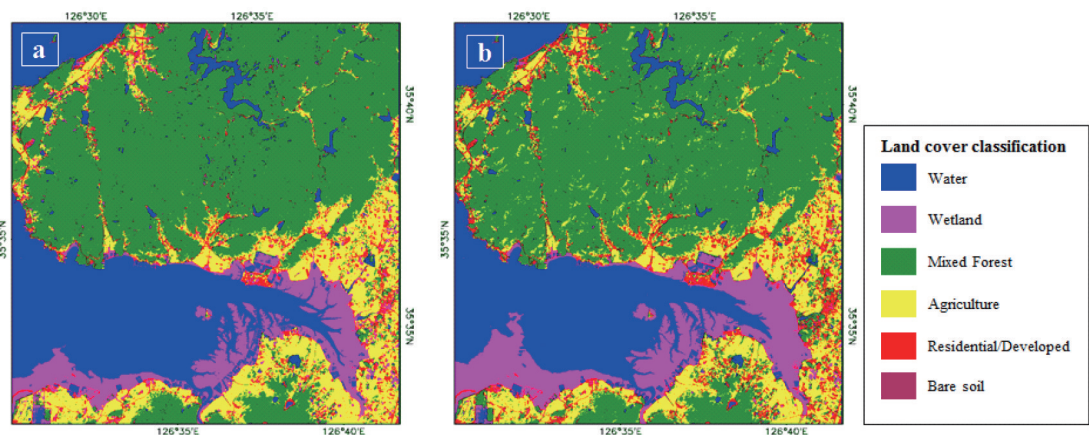 126°30'E
126°35'E
126°30'E
126°35'E
a
b
35°40'N
35°40'N
35°35'N
35°35'N
35°35'N
35°35'N
126°35'E
126°40'E
126°35'E
126°40'E
Land cover classification
Water
Wetland
Mixed Forest
Agriculture
Residential/Developed
Bare soil